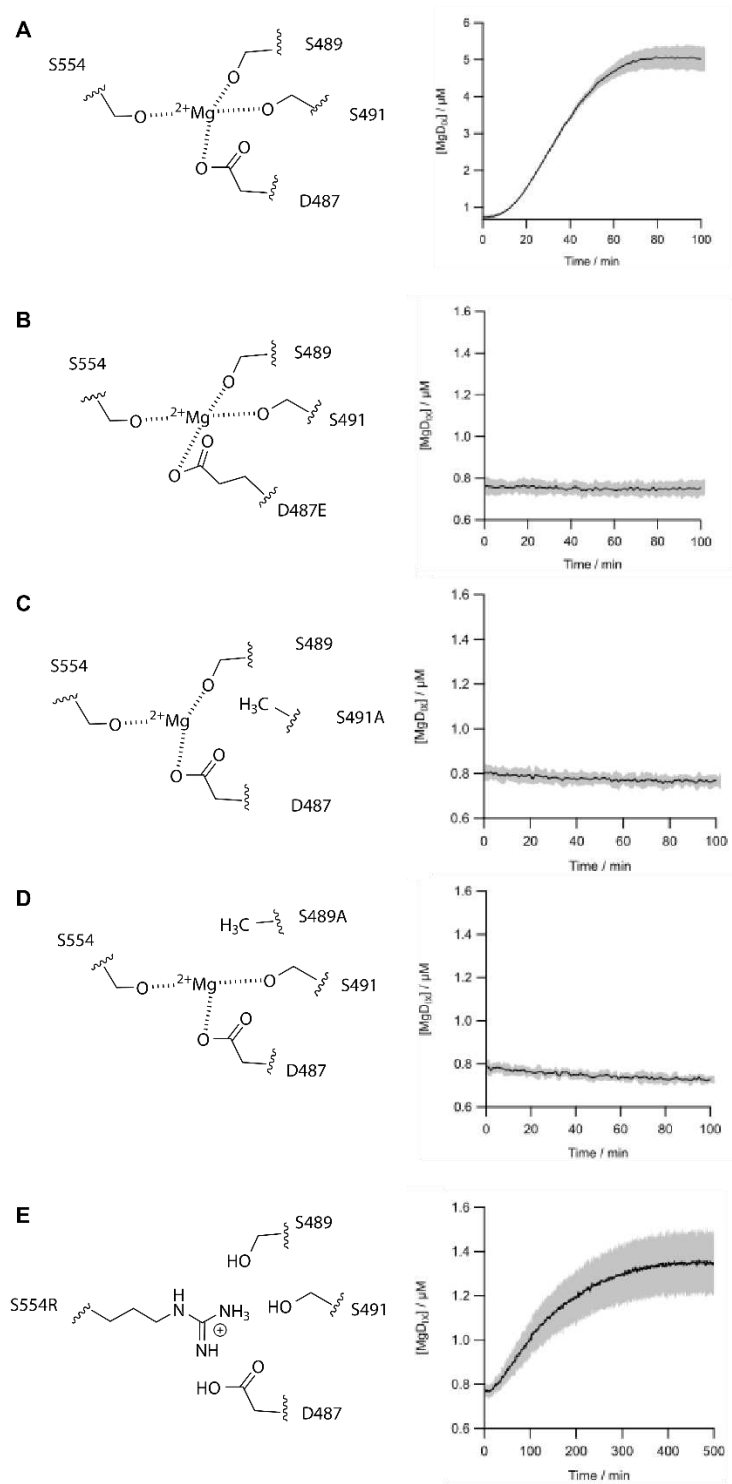 A
S554
S489
O
O
2+Mg
O
S491
O
O
D487
[MgD(IX)] / µM
6
5
4
3
2
1
0 20 40 60 80 100
Time / min
B
S554
S489
O
O
2+Mg
O
S491
O
O
D487E
[MgD(IX)] / µM
1.6
1.4
1.2
1.0
0.8
0.6
0 20 40 60 80 100
Time / min
C
S554
S489
O
H3C
O
2+Mg
S491A
O
O
D487
[MgD(IX)] / µM
1.6
1.4
1.2
1.0
0.8
0.6
0 20 40 60 80 100
Time / min
D
H3C
S489A
S554
O
2+Mg
O
S491
O
O
D487
[MgD(IX)] / µM
1.6
1.4
1.2
1.0
0.8
0.6
0 20 40 60 80 100
Time / min
E
S489
HO
S554R
H
N
NH3
HO
S491
+
NH
O
HO
D487
[MgDIX] / µM
1.6
1.4
1.2
1.0
0.8
0.6
0 100 200 300 400 500
Time / min